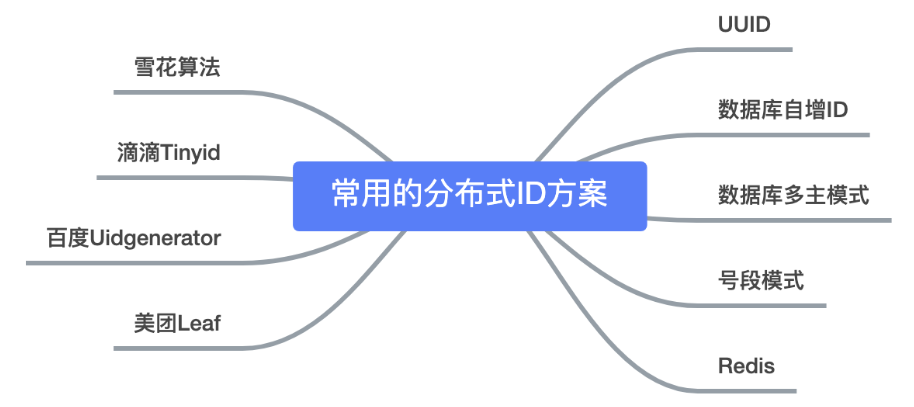 常用的分布式ID方案
UUID
数据库自增ID
数据库多主模式
号段模式
Redis
雪花算法
滴滴Tinyid
百度Uidgenerator
美团Leaf